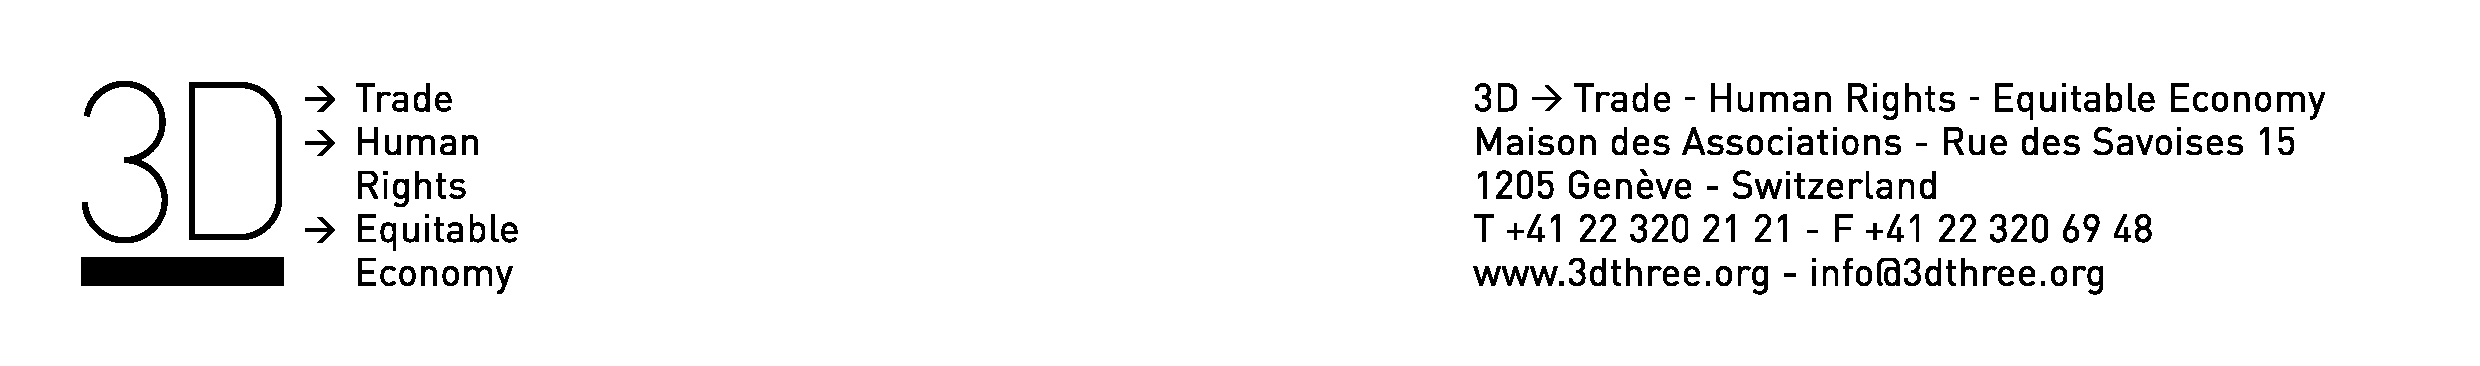 3D
→ Trade
→ Human
Rights
→ Equitable
Economy
3D → Trade - Human Rights - Equitable Economy
Maison des Associations - Rue des Savoises 15
1205 Genève - Switzerland
T +41 22 320 21 21 - F +41 22 320 69 48
www.3dthree.org - info@3dthree.org